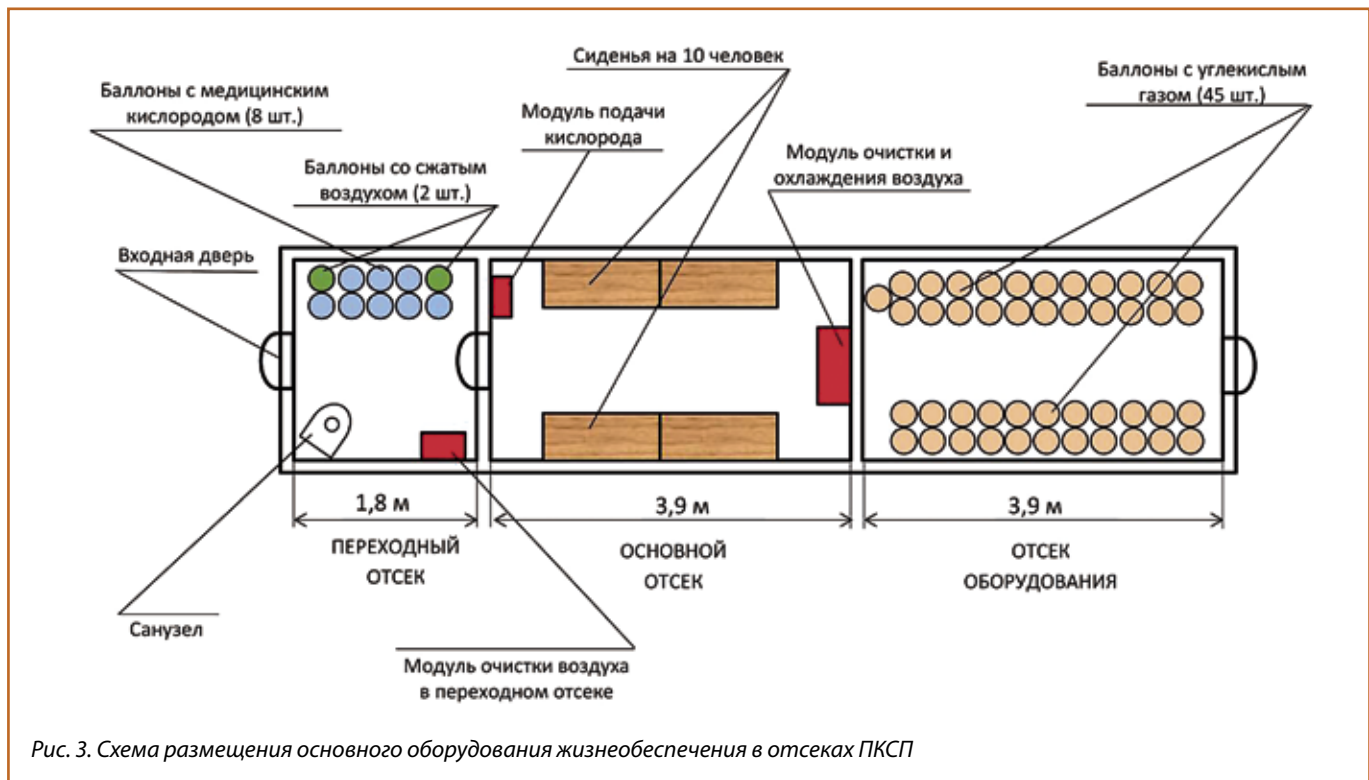 Сиденья на 10 человек
Баллоны с медицинским
кислородом (8 шт.)
Модуль подачи
кислорода
Баллоны с углекислым
газом (45 шт.)
Баллоны со сжатым
воздухом (2 шт.)
Модуль очистки и
охлаждения воздуха
Входная дверь
1,8 м
3,9 м
3,9 м
ПЕРЕХОДНЫЙ
ОТСЕК
ОСНОВНОЙ
ОТСЕК
ОТСЕК
ОБОРУДОВАНИЯ
Санузел
Модуль очистки воздуха
в переходном отсеке
Рис. 3. Схема размещения основного оборудования жизнеобеспечения в отсеках ПКСП